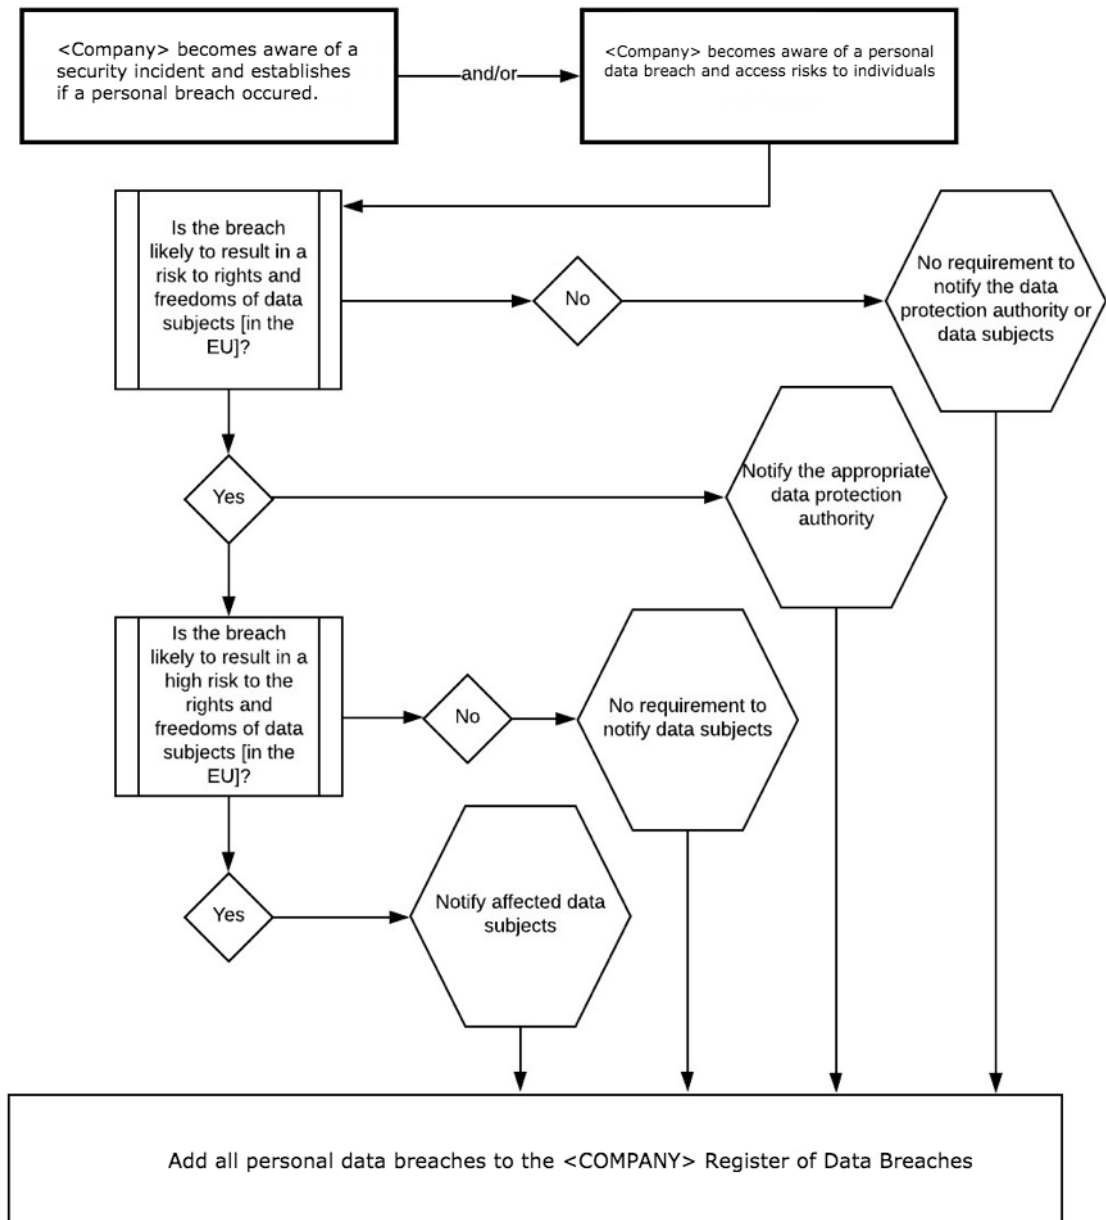 <Company> becomes aware of a
security incident and establishes
if a personal breach occured.
and/or
<Company> becomes aware of a personal
data breach and access risks to individuals
Is the breach
likely to result in a
risk to rights and
freedoms of data
subjects [in the
EU]?
No
No requirement to
notify the data
protection authority or
data subjects
Yes
Notify the appropriate
data protection
authority
Is the breach
likely to result in a
high risk to the
rights and
freedoms of data
subjects [in the
EU]?
No
No requirement to
notify data subjects
Yes
Notify affected data
subjects
Add all personal data breaches to the <COMPANY> Register of Data Breaches